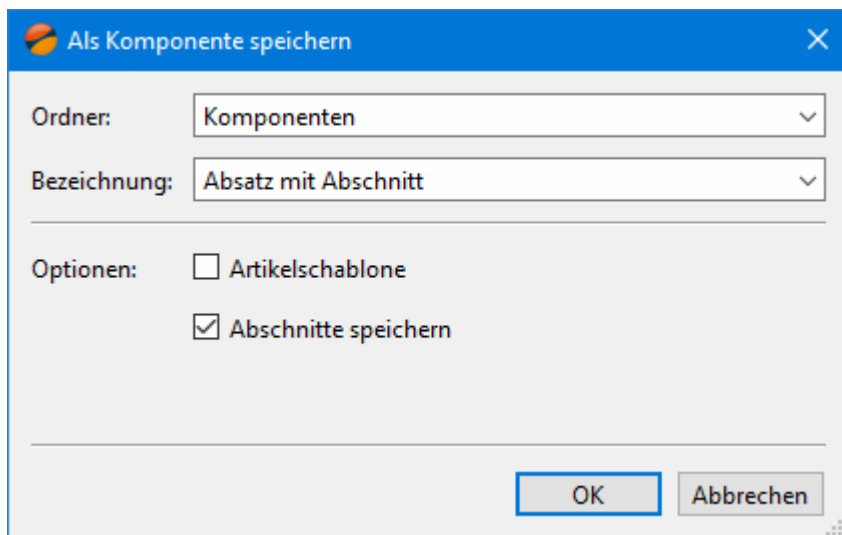 Als Komponente speichern
Ordner: Komponenten
Bezeichnung: Absatz mit Abschnitt
Optionen: Artikelschablone
Abschnitte speichern
OK Abbrechen